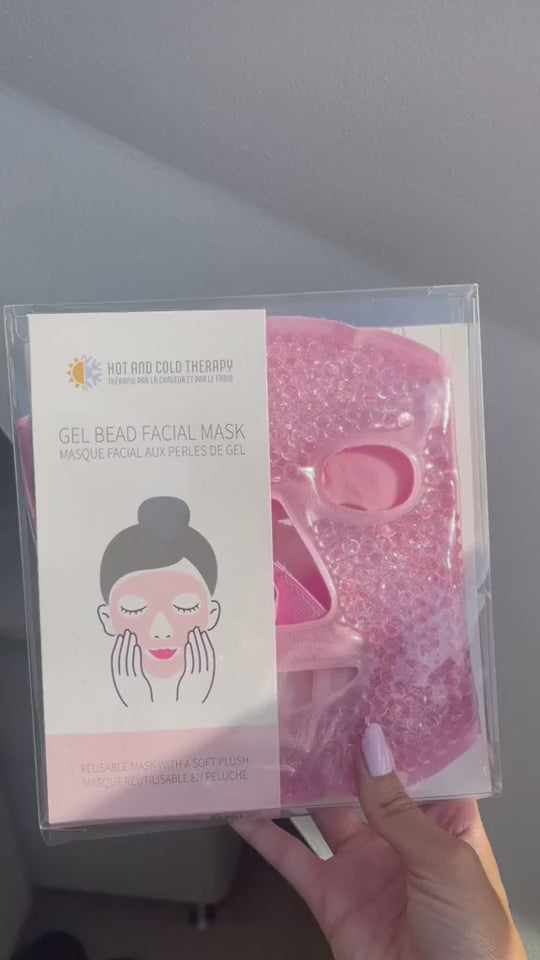 HOT AND COLD THERAPY
THÉRAPIE PAR LA CHALEUR ET PAR LE FROID
GEL BEAD FACIAL MASK
MASQUE FACIAL AUX PERLES DE GEL
REUSABLE MASK WITH A SOFT PLUSH
MASQUE RÉUTILISABLE EN PELUCHE